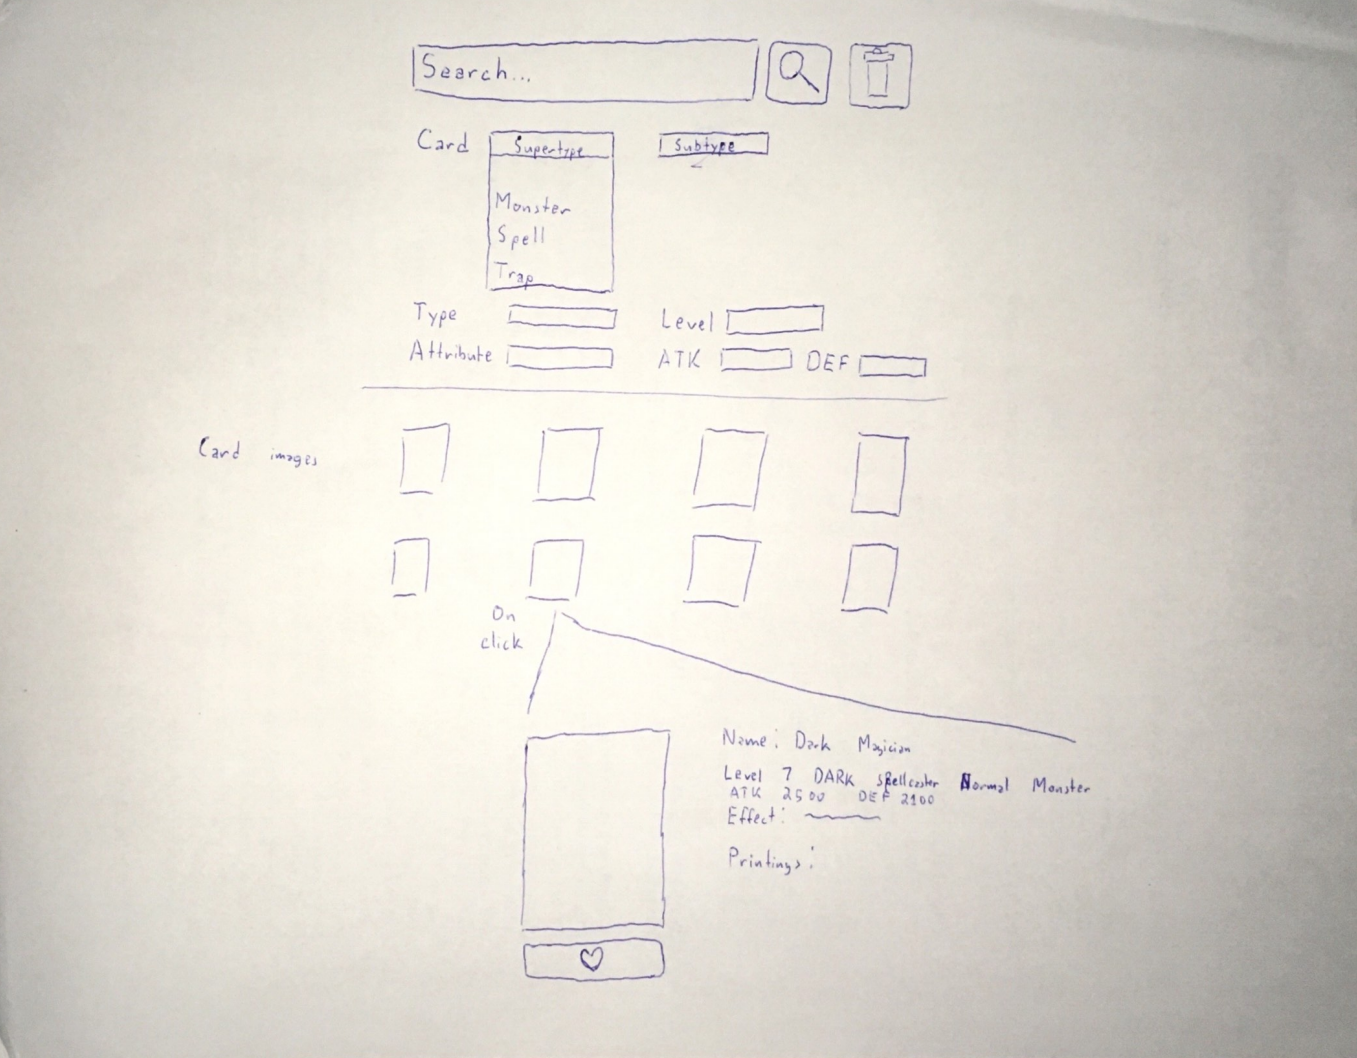 Search...
Card Supertype Subtype
Monster
Spell
Trap
Type Level
Attribute ATK DEF
Card images
On
click
Name: Dark Magician
Level 7 DARK Spellcaster Normal Monster
ATK 2500 DEF 2100
Effect:
Printings: